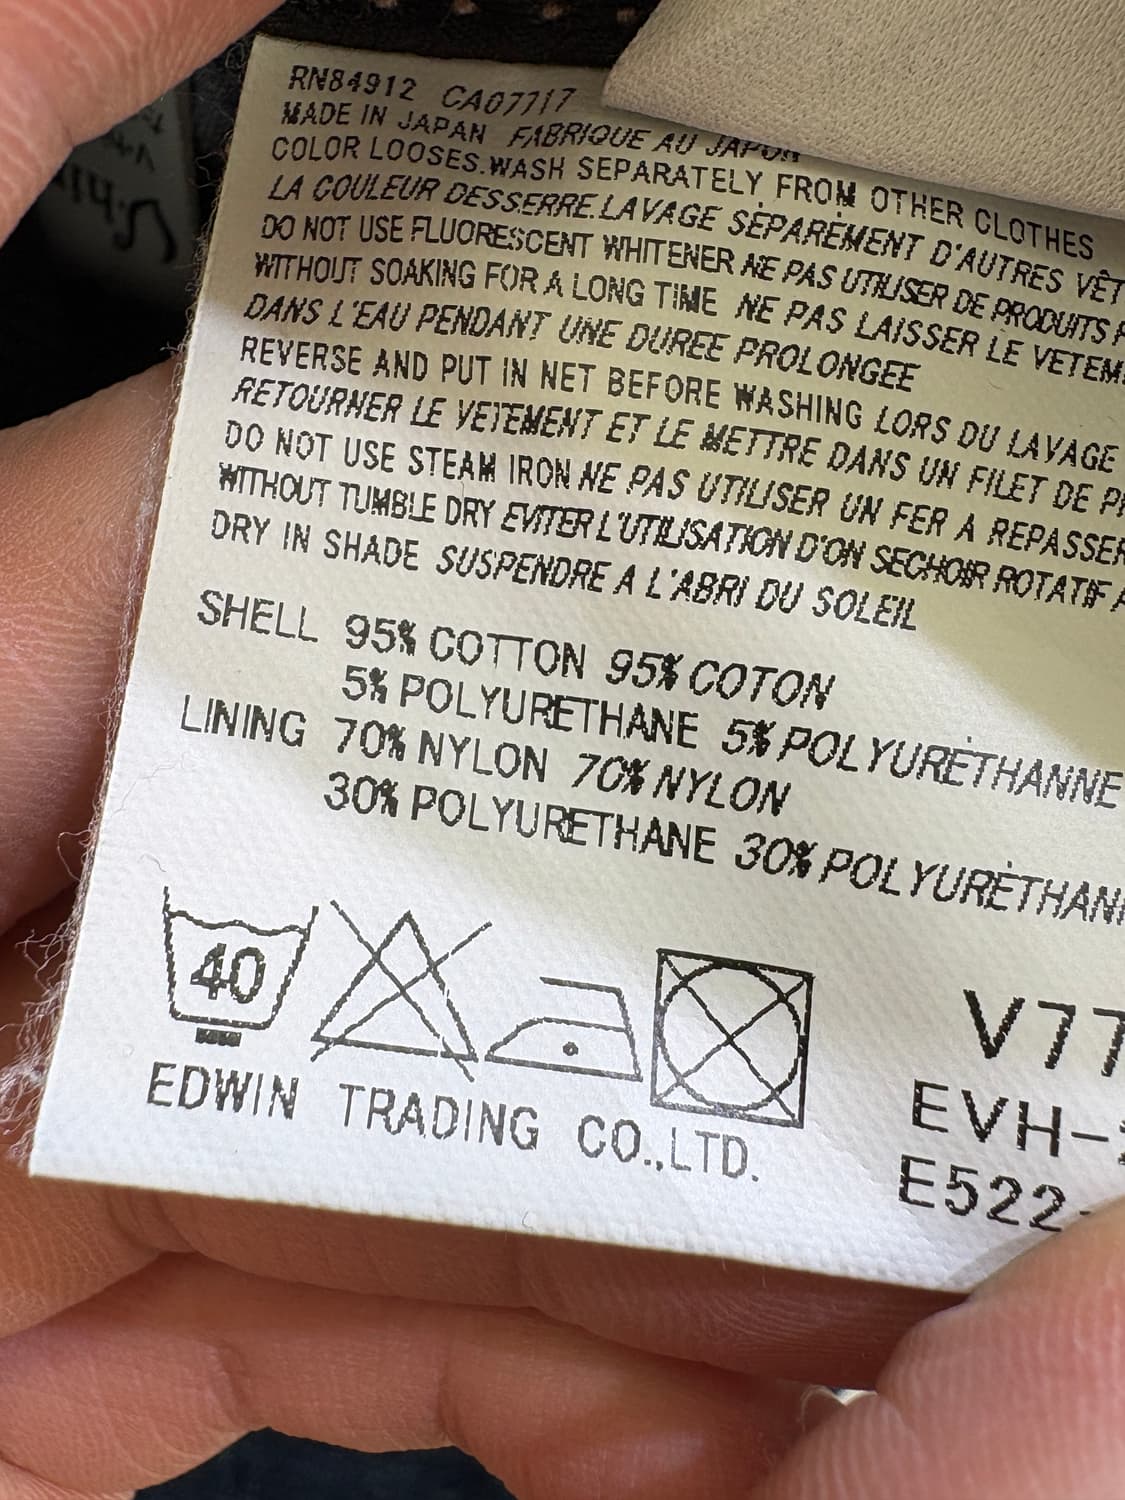 RN84912 CA07717
MADE IN JAPAN FABRIQUE AU JAPON
COLOR LOOSES.WASH SEPARATELY FROM OTHER CLOTHES
LA COULEUR DESSERRE.LAVAGE SÉPARÉMENT D'AUTRES VÊT
DO NOT USE FLUORESCENT WHITENER NE PAS UTILISER DE PRODUITS
WITHOUT SOAKING FOR A LONG TIME NE PAS LAISSER LE VETEM
DANS L'EAU PENDANT UNE DUREE PROLONGEE
REVERSE AND PUT IN NET BEFORE WASHING LORS DU LAVAGE
RETOURNER LE VETEMENT ET LE METTRE DANS UN FILET DE
DO NOT USE STEAM IRON NE PAS UTILISER UN FER A REPASSER
WITHOUT TUMBLE DRY EVITER L'UTILISATION D'ON SECHOIR ROTATIF A
DRY IN SHADE SUSPENDRE A L'ABRI DU SOLEIL
SHELL 95% COTTON 95% COTON
5% POLYURETHANE 5% POLYURÉTHANNE
LINING 70% NYLON 70% NYLON
30% POLYURETHANE 30% POLYURÉTHAN
40
EDWIN TRADING CO.,LTD.
V77
EVH-
E522-